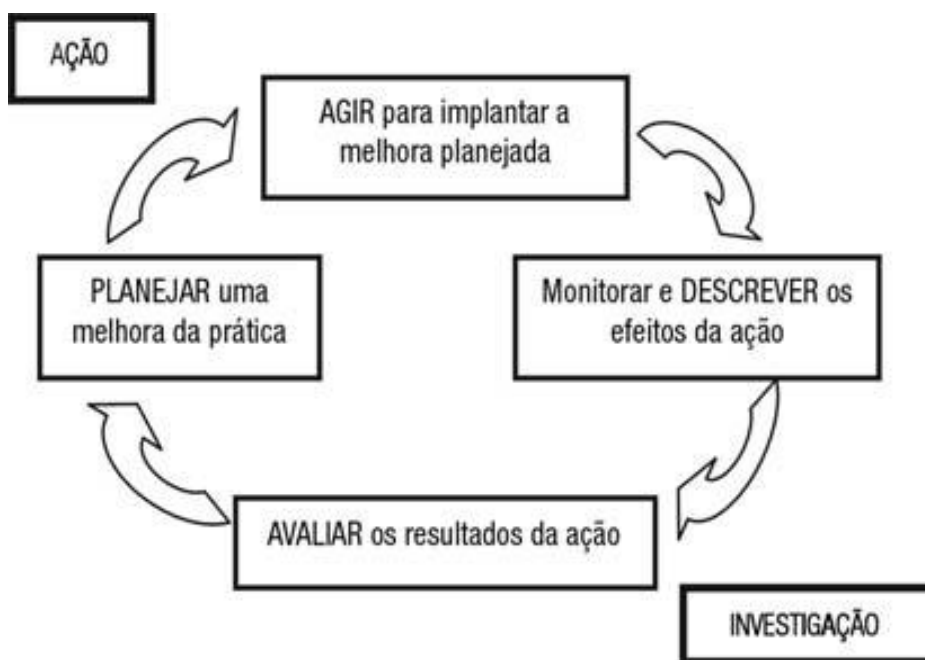 AÇÃO
AGIR para implantar a
melhora planejada
PLANEJAR uma
melhora da prática
Monitorar e DESCREVER os
efeitos da ação
AVALIAR os resultados da ação
INVESTIGAÇÃO